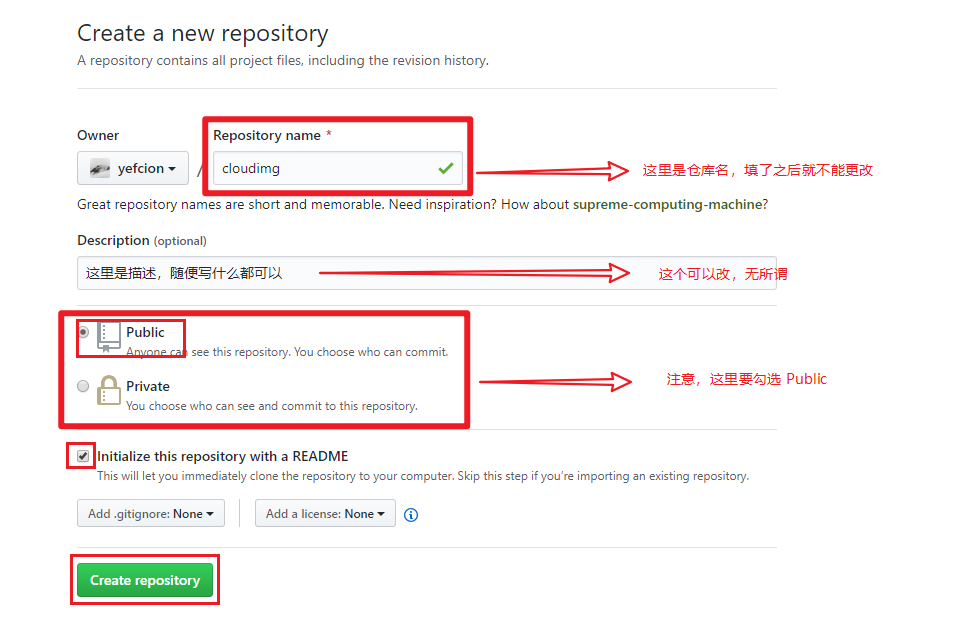 Create a new repository
A repository contains all project files, including the revision history.
Owner
Repository name *
yefcion
/
cloudimg
这里是仓库名，填了之后就不能更改
Great repository names are short and memorable. Need inspiration? How about supreme-computing-machine?
Description (optional)
这里是描述，随便写什么都可以
这个可以改，无所谓
Public
Anyone can see this repository. You choose who can commit.
注意，这里要勾选 Public
Private
You choose who can see and commit to this repository.
Initialize this repository with a README
This will let you immediately clone the repository to your computer. Skip this step if you're importing an existing repository.
Add .gitignore: None
Add a license: None
Create repository